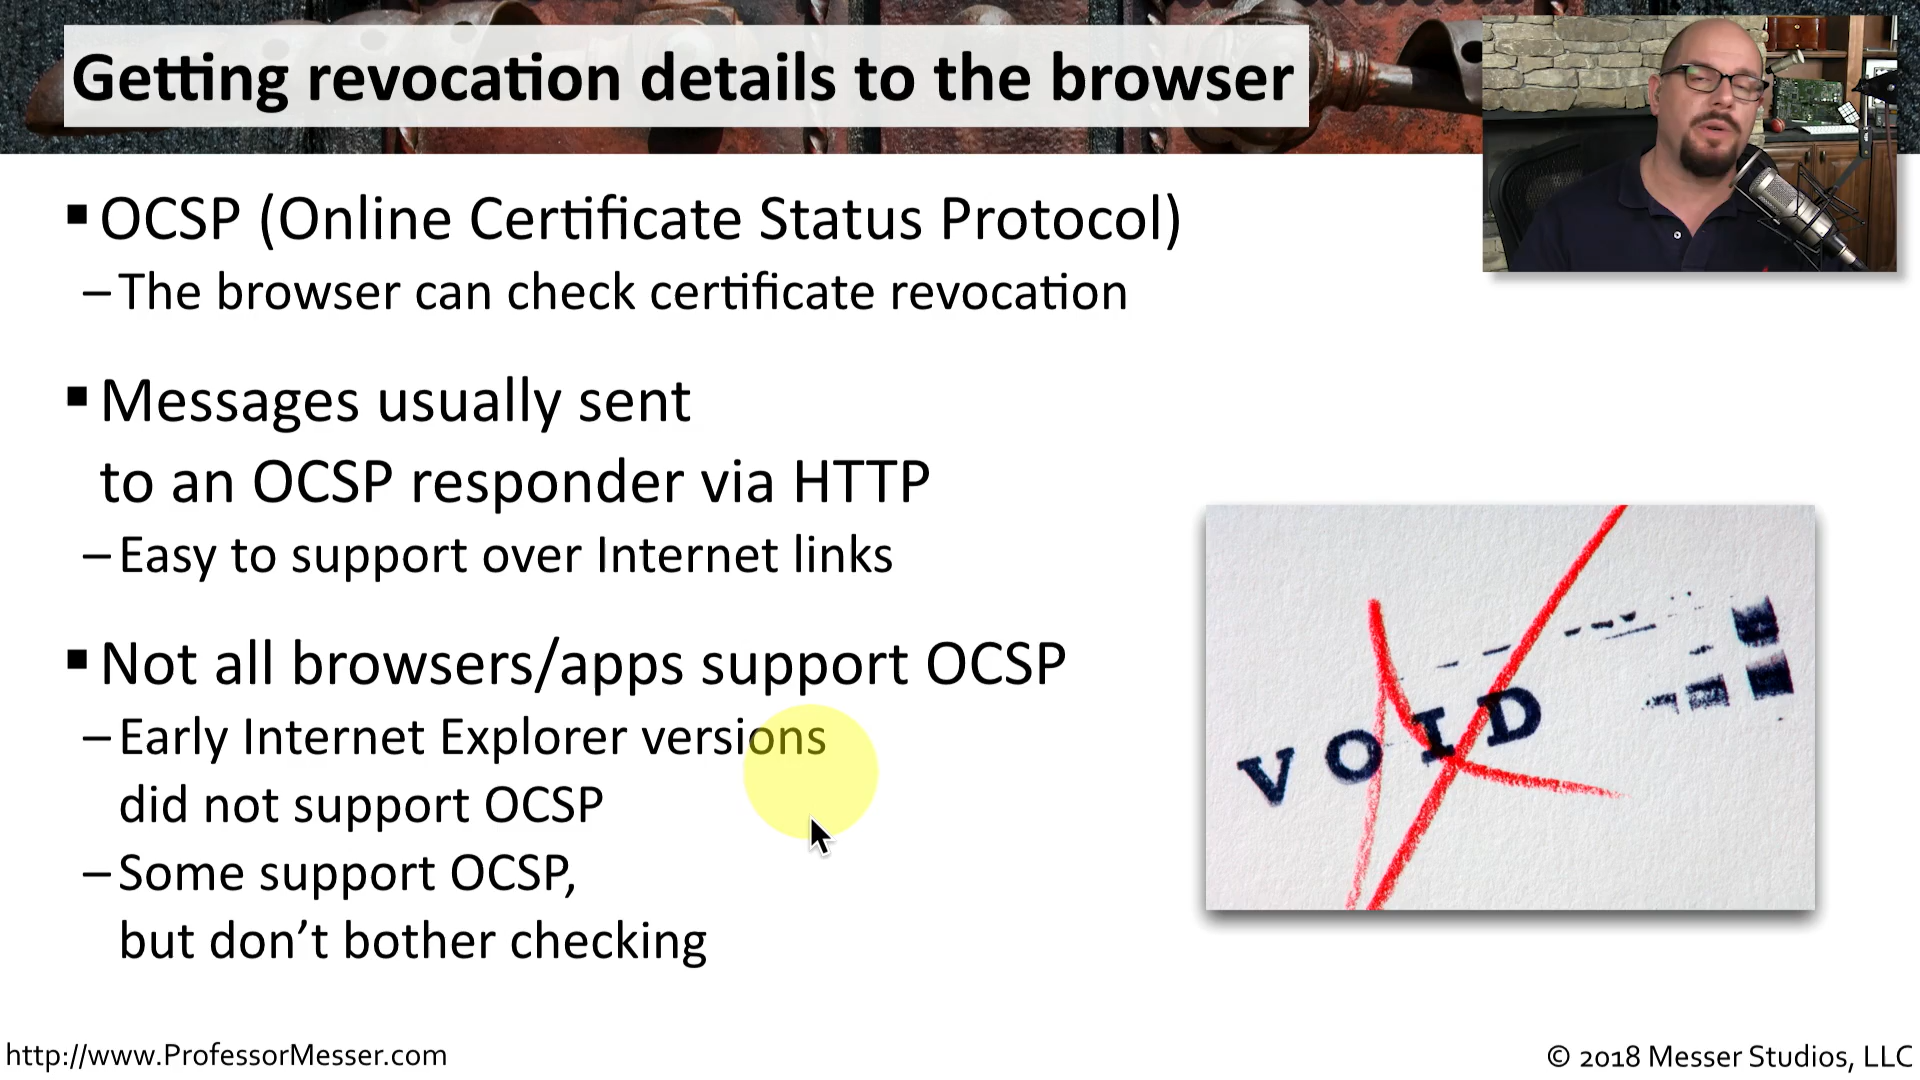 Getting revocation details to the browser
▪ OCSP (Online Certificate Status Protocol)
– The browser can check certificate revocation
▪ Messages usually sent
to an OCSP responder via HTTP
– Easy to support over Internet links
▪ Not all browsers/apps support OCSP
– Early Internet Explorer versions
did not support OCSP
– Some support OCSP,
but don’t bother checking
VOID
http://www.ProfessorMesser.com
© 2018 Messer Studios, LLC